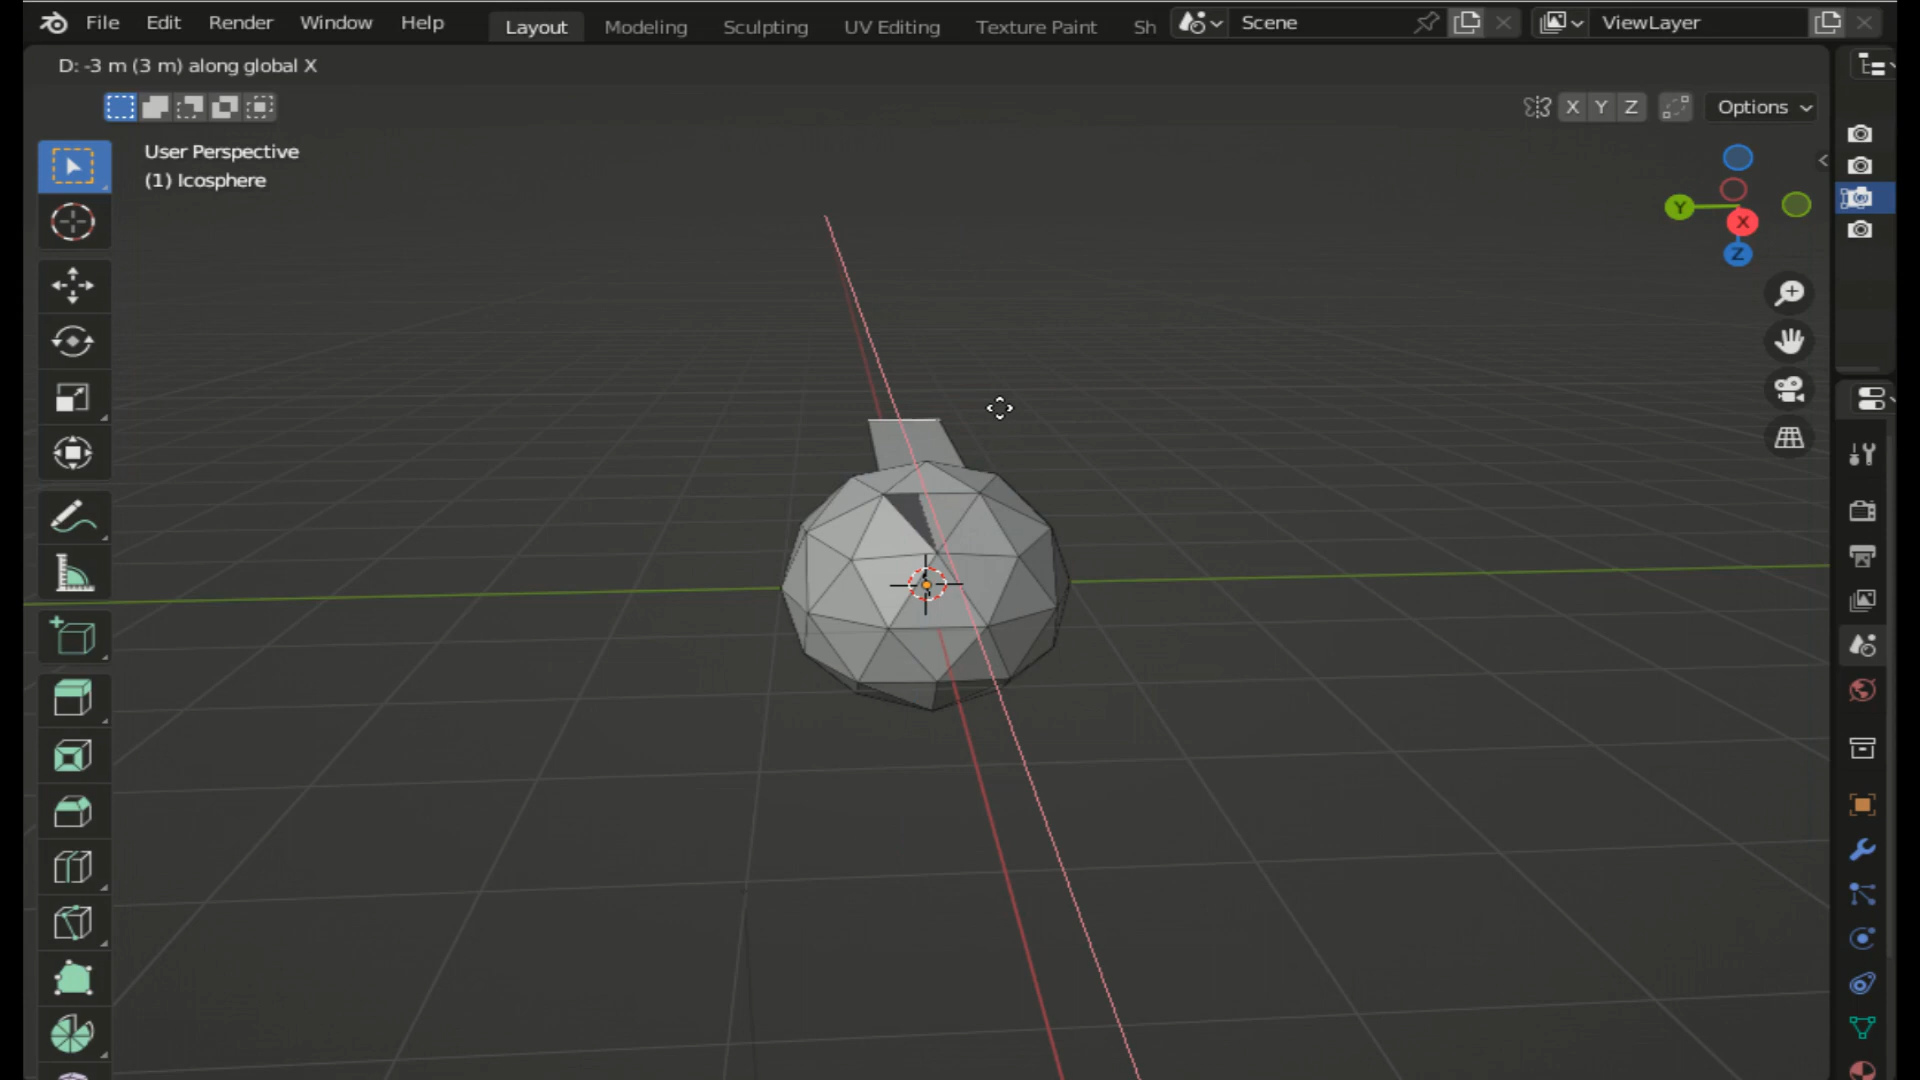 File Edit Render Window Help Layout Modeling Sculpting UV Editing Texture Paint Sh Scene ViewLayer
D: -3 m (3 m) along global X
X Y Z Options
User Perspective
(1) Icosphere
Y
X
Z